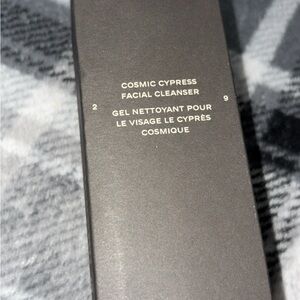 COSMIC CYPRESS
FACIAL CLEANSER
2 9
GEL NETTOYANT POUR
LE VISAGE LE CYPRÈS
COSMIQUE